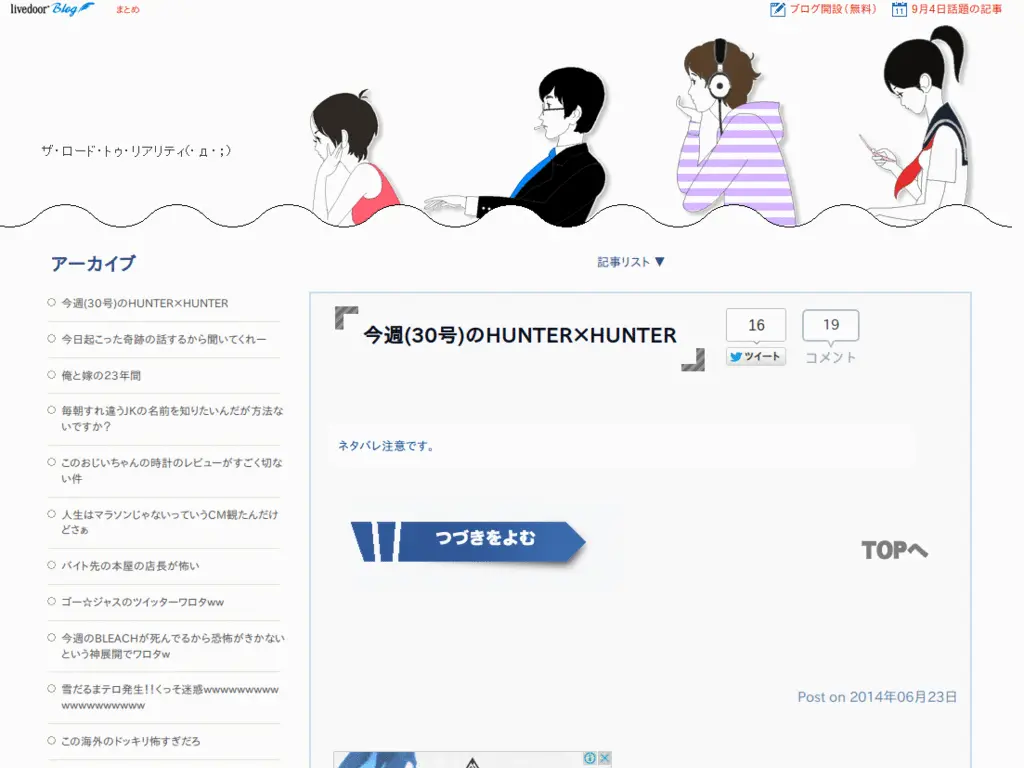 livedoor Blog
まとめ
ブログ開設(無料)
11
9月4日話題の記事
ザ・ロード・トゥ・リアリティ(・д・;)
アーカイブ
記事リスト▼
今週(30号)のHUNTER×HUNTER
今日起こった奇跡の話するから聞いてくれー
俺と嫁の23年間
毎朝すれ違うJKの名前を知りたいんだが方法な
いですか?
このおじいちゃんの時計のレビューがすごく切な
い件
人生はマラソンじゃないっていうCM観たんだけ
どさぁ
バイト先の本屋の店長が怖い
ゴー☆ジャスのツイッターワロタww
今週のBLEACHが死んでるから恐怖がきかない
という神展開でワロタw
雪だるまテロ発生!!くっそ迷惑wwwwwwwww
wwwwwwwwww
この海外のドッキリ怖すぎだろ
今週(30号)のHUNTER×HUNTER
16
ツイート
19
コメント
ネタバレ注意です。
つづきをよむ
TOPへ
Post on 2014年06月23日